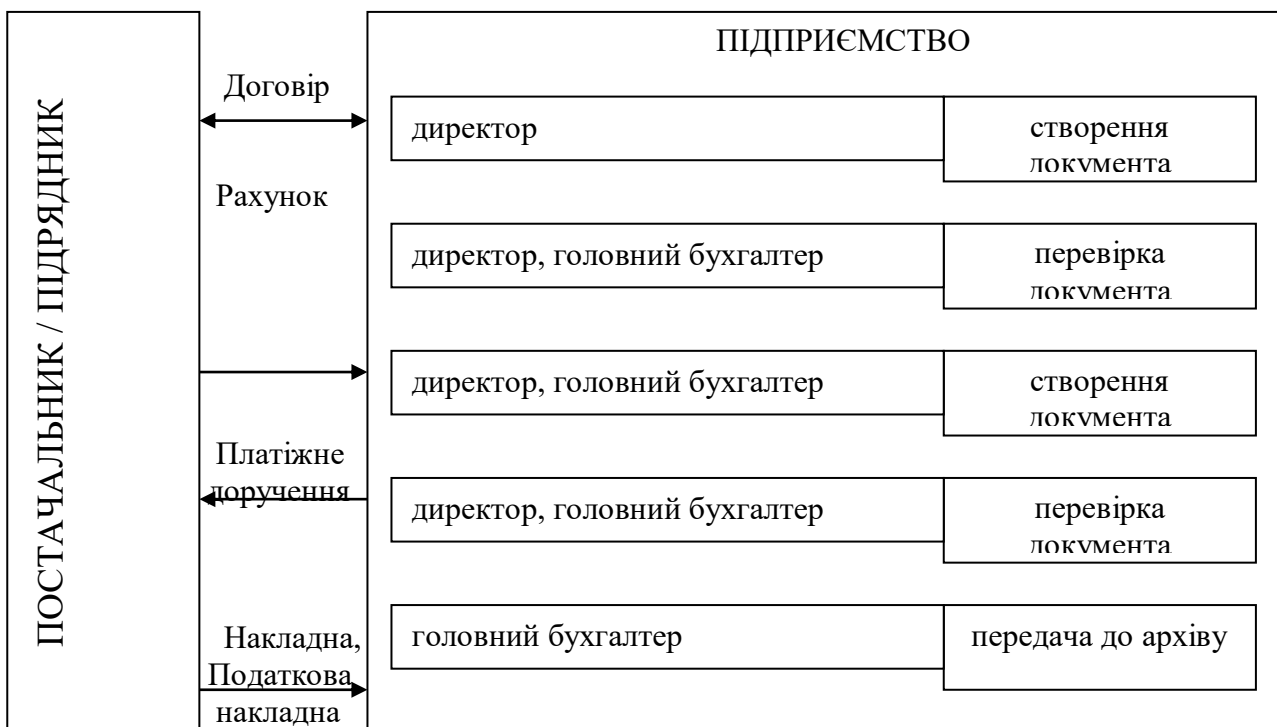 ПІДПРИЄМСТВО
ПОСТАЧАЛЬНИК / ПІДРЯДНИК
Договір
директор
створення
документа
Рахунок
директор, головний бухгалтер
перевірка
документа
директор, головний бухгалтер
створення
документа
Платіжне
доручення
директор, головний бухгалтер
перевірка
документа
Накладна,
Податкова
накладна
головний бухгалтер
передача до архіву